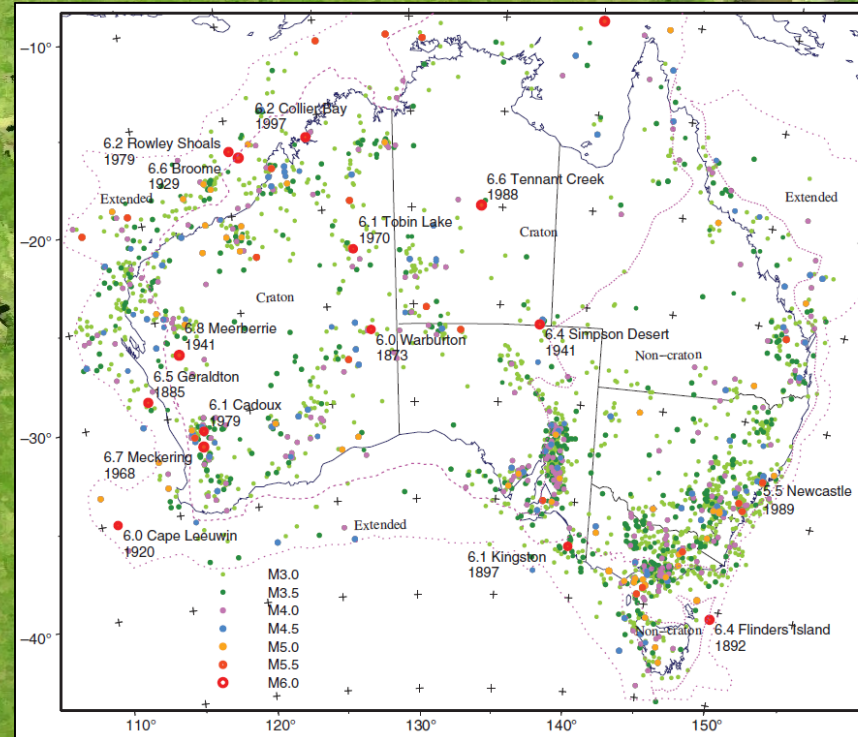 −10°
6.2 Collier Bay
1997
6.2 Rowley Shoals
1979
6.6 Broome
1929
Extended
6.6 Tennant Creek
1988
Extended
−20°
6.1 Tobin Lake
1970
Craton
Craton
6.8 Meerberrie
1941
6.0 Warburton
1873
6.4 Simpson Desert
1941
Non−craton
6.5 Geraldton
1885
6.1 Cadoux
1979
−30°
6.7 Meckering
1968
5.5 Newcastle
1989
6.0 Cape Leeuwin
1920
Extended
6.1 Kingston
1897
M3.0
M3.5
M4.0
M4.5
M5.0
M5.5
M6.0
Non−craton
6.4 Flinders Island
1892
−40°
110°
120°
130°
140°
150°